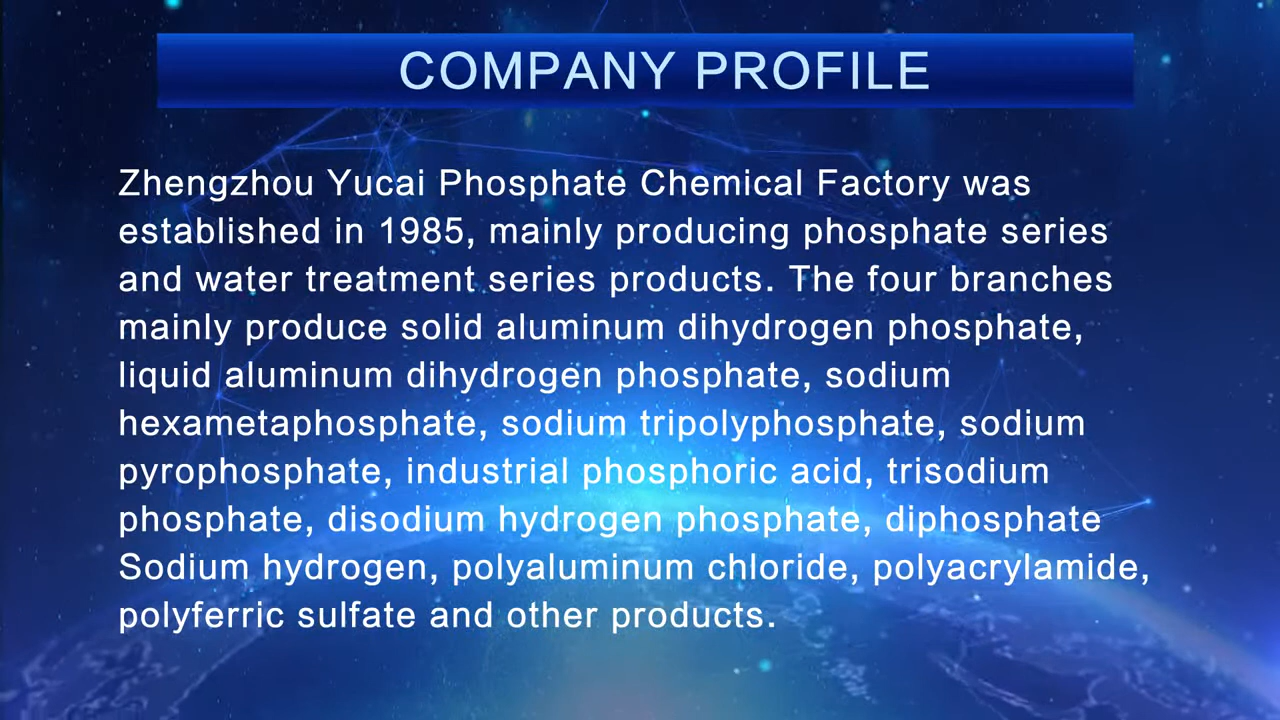 COMPANY PROFILE
Zhengzhou Yucai Phosphate Chemical Factory was
established in 1985, mainly producing phosphate series
and water treatment series products. The four branches
mainly produce solid aluminum dihydrogen phosphate,
liquid aluminum dihydrogen phosphate, sodium
hexametaphosphate, sodium tripolyphosphate, sodium
pyrophosphate, industrial phosphoric acid, trisodium
phosphate, disodium hydrogen phosphate, diphosphate
Sodium hydrogen, polyaluminum chloride, polyacrylamide,
polyferric sulfate and other products.